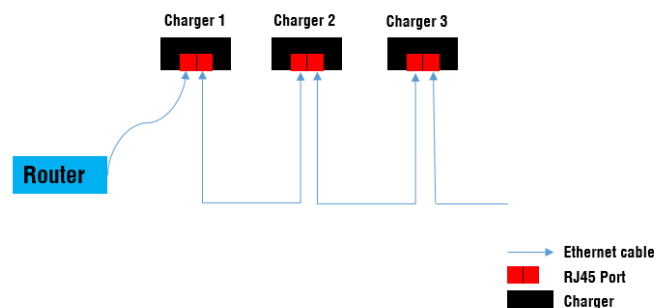 Charger 1
Charger 2
Charger 3
Router
Ethernet cable
RJ45 Port
Charger